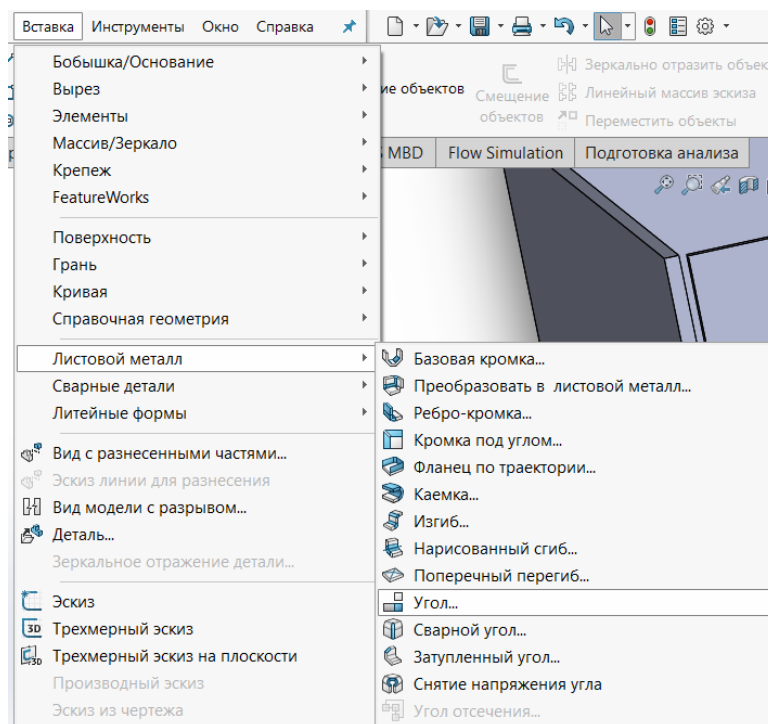 Вставка Инструменты Окно Справка
Бобышка/Основание
Вырез
Элементы
Массив/Зеркало
Крепеж
FeatureWorks
Поверхность
Грань
Кривая
Справочная геометрия
Листовой металл
Сварные детали
Литейные формы
Вид с разнесенными частями...
Эскиз линии для разнесения
Вид модели с разрывом...
Деталь...
Зеркальное отражение детали...
Эскиз
3D Трехмерный эскиз
3D Трехмерный эскиз на плоскости
Производный эскиз
Эскиз из чертежа
ие объектов
Смещение
объектов
Зеркально отразить объек
Линейный массив эскиза
Переместить объекты
MBD Flow Simulation Подготовка анализа
Базовая кромка...
Преобразовать в листовой металл...
Ребро-кромка...
Кромка под углом...
Фланец по траектории...
Каемка...
Изгиб...
Нарисованный сгиб...
Поперечный перегиб...
Угол...
Сварной угол...
Затупленный угол...
Снятие напряжения угла
Угол отсечения...